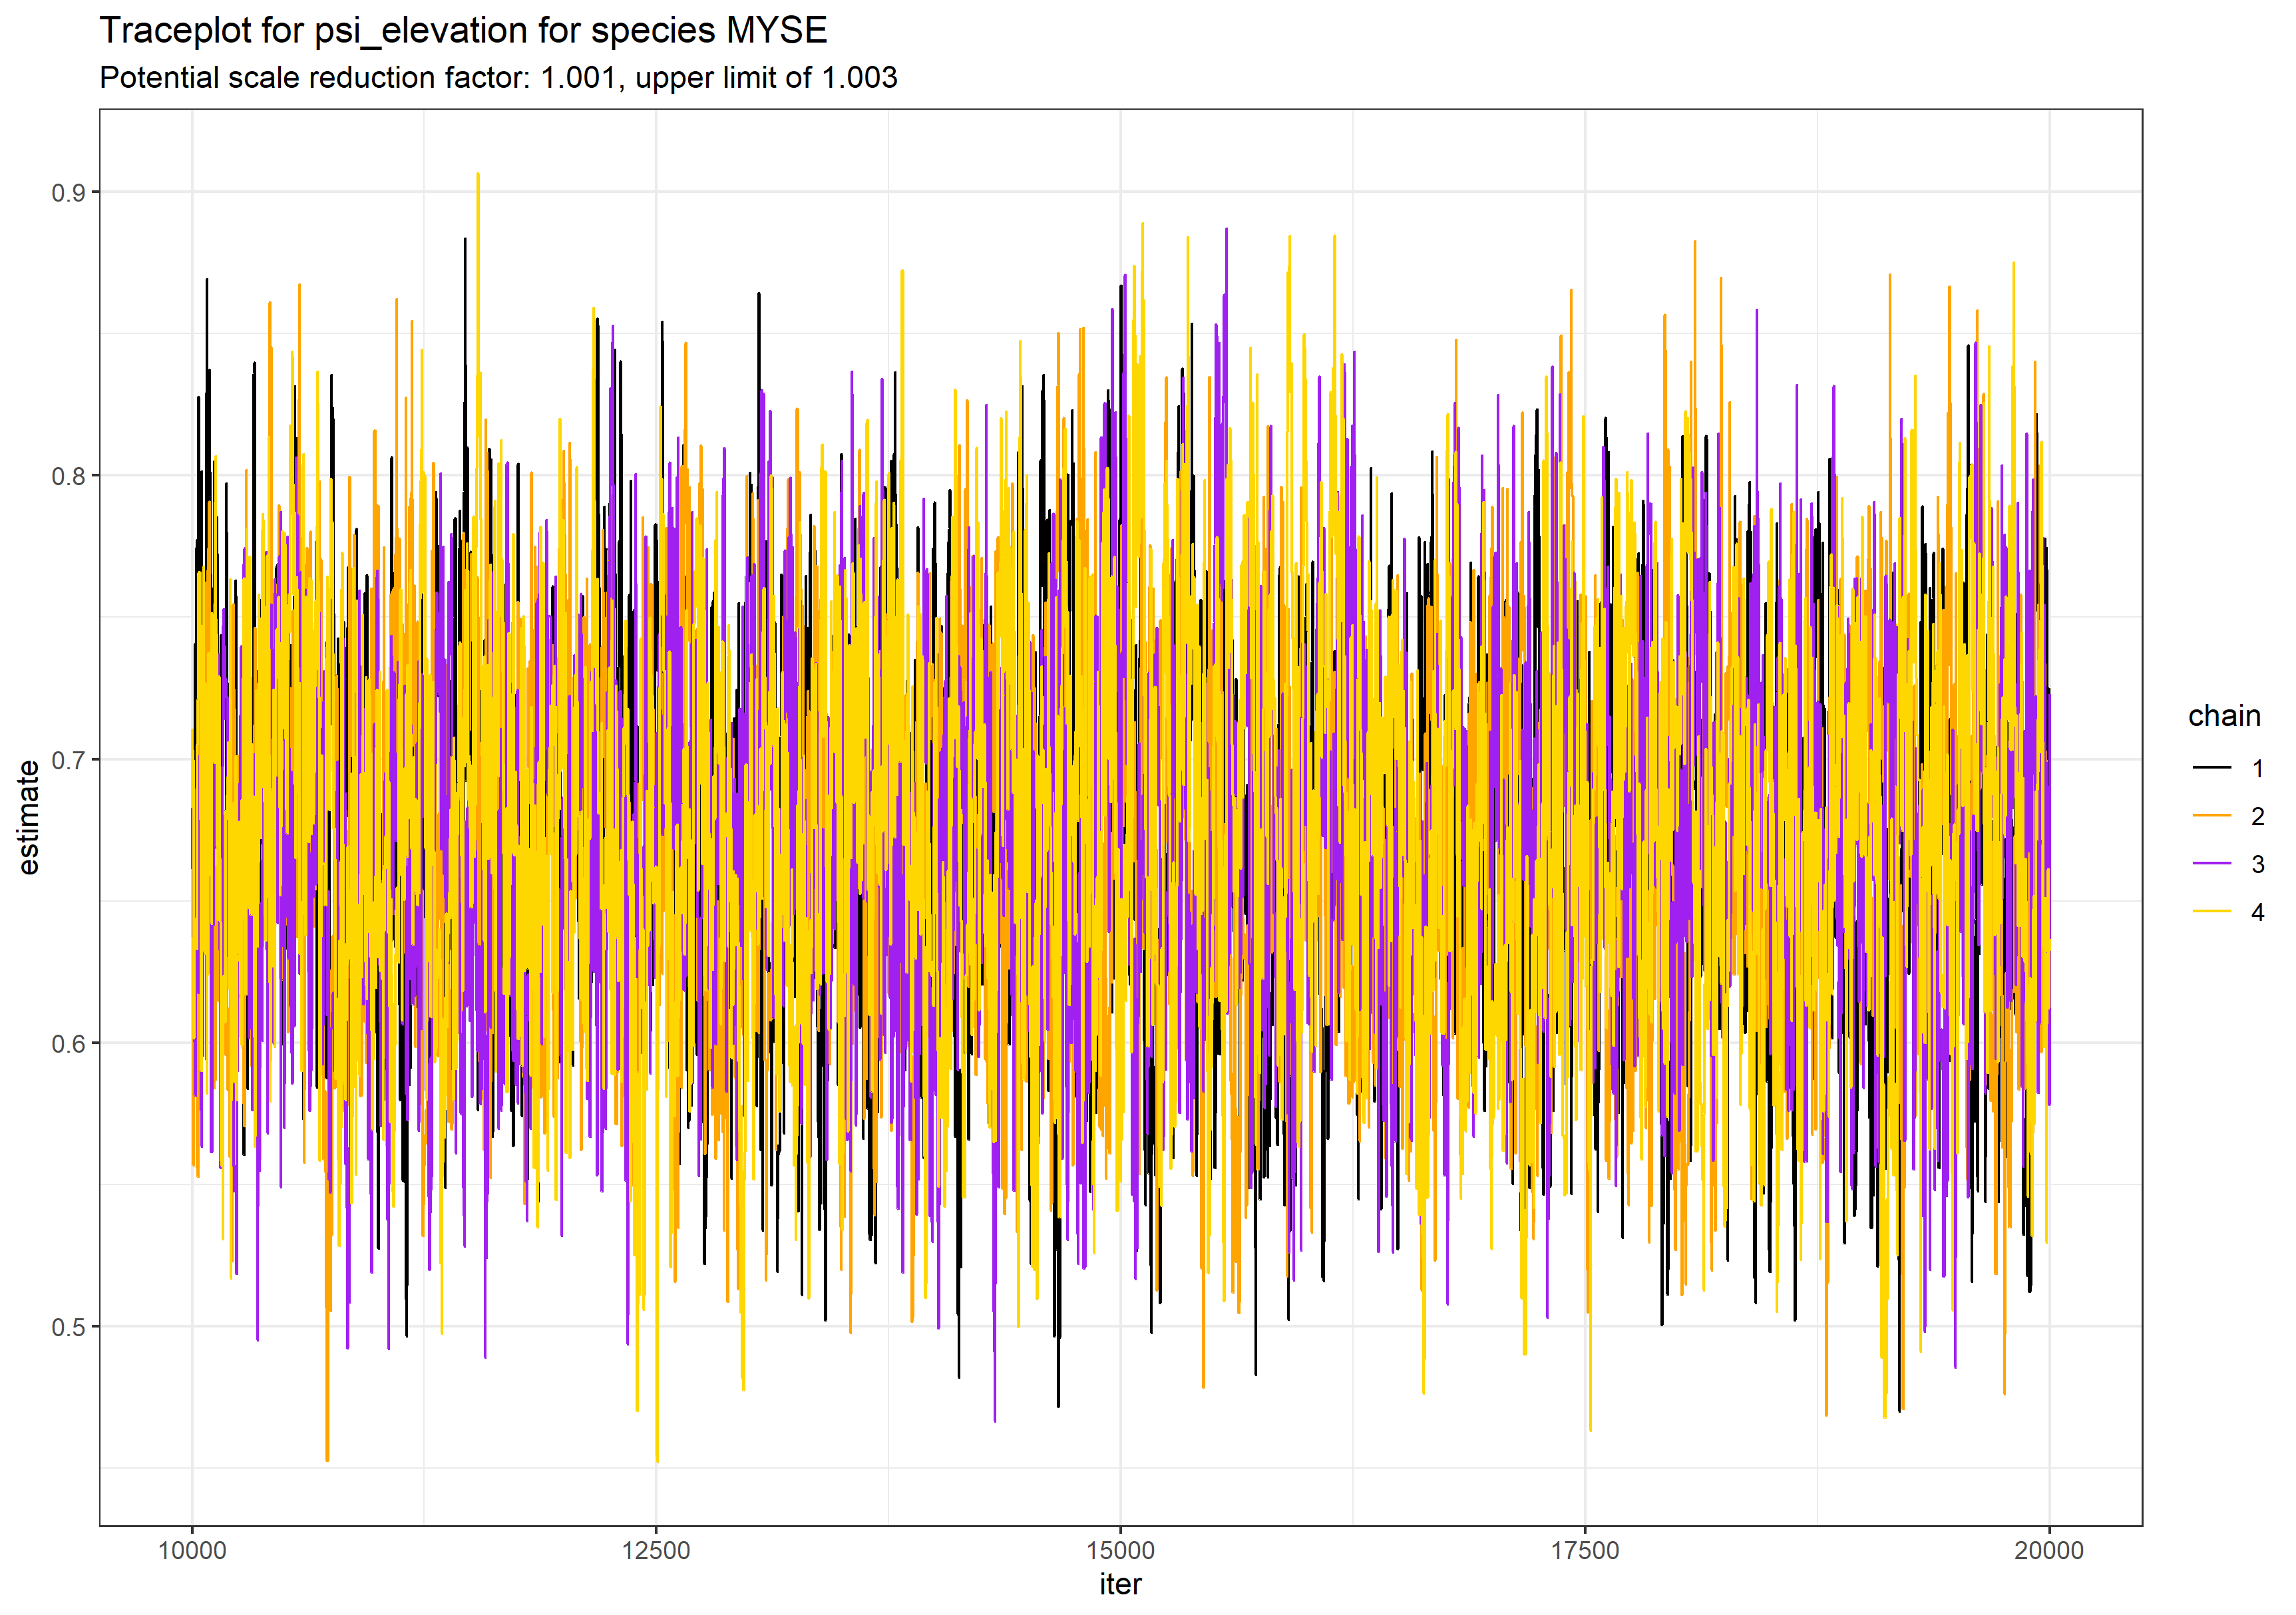 Traceplot for psi_elevation for species MYSE
Potential scale reduction factor: 1.001, upper limit of 1.003
0.9
0.8
0.7
0.6
0.5
estimate
10000
12500
15000
17500
20000
iter
chain
1
2
3
4